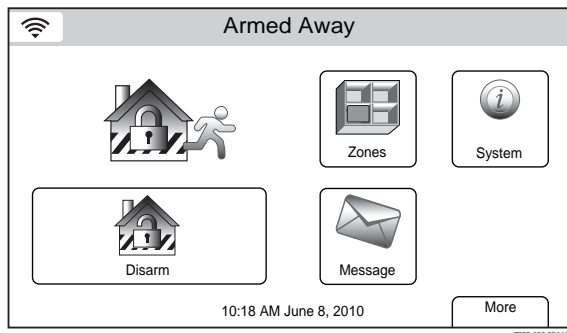 Armed Away
Zones
System
Disarm
Message
10:18 AM June 8, 2010
More